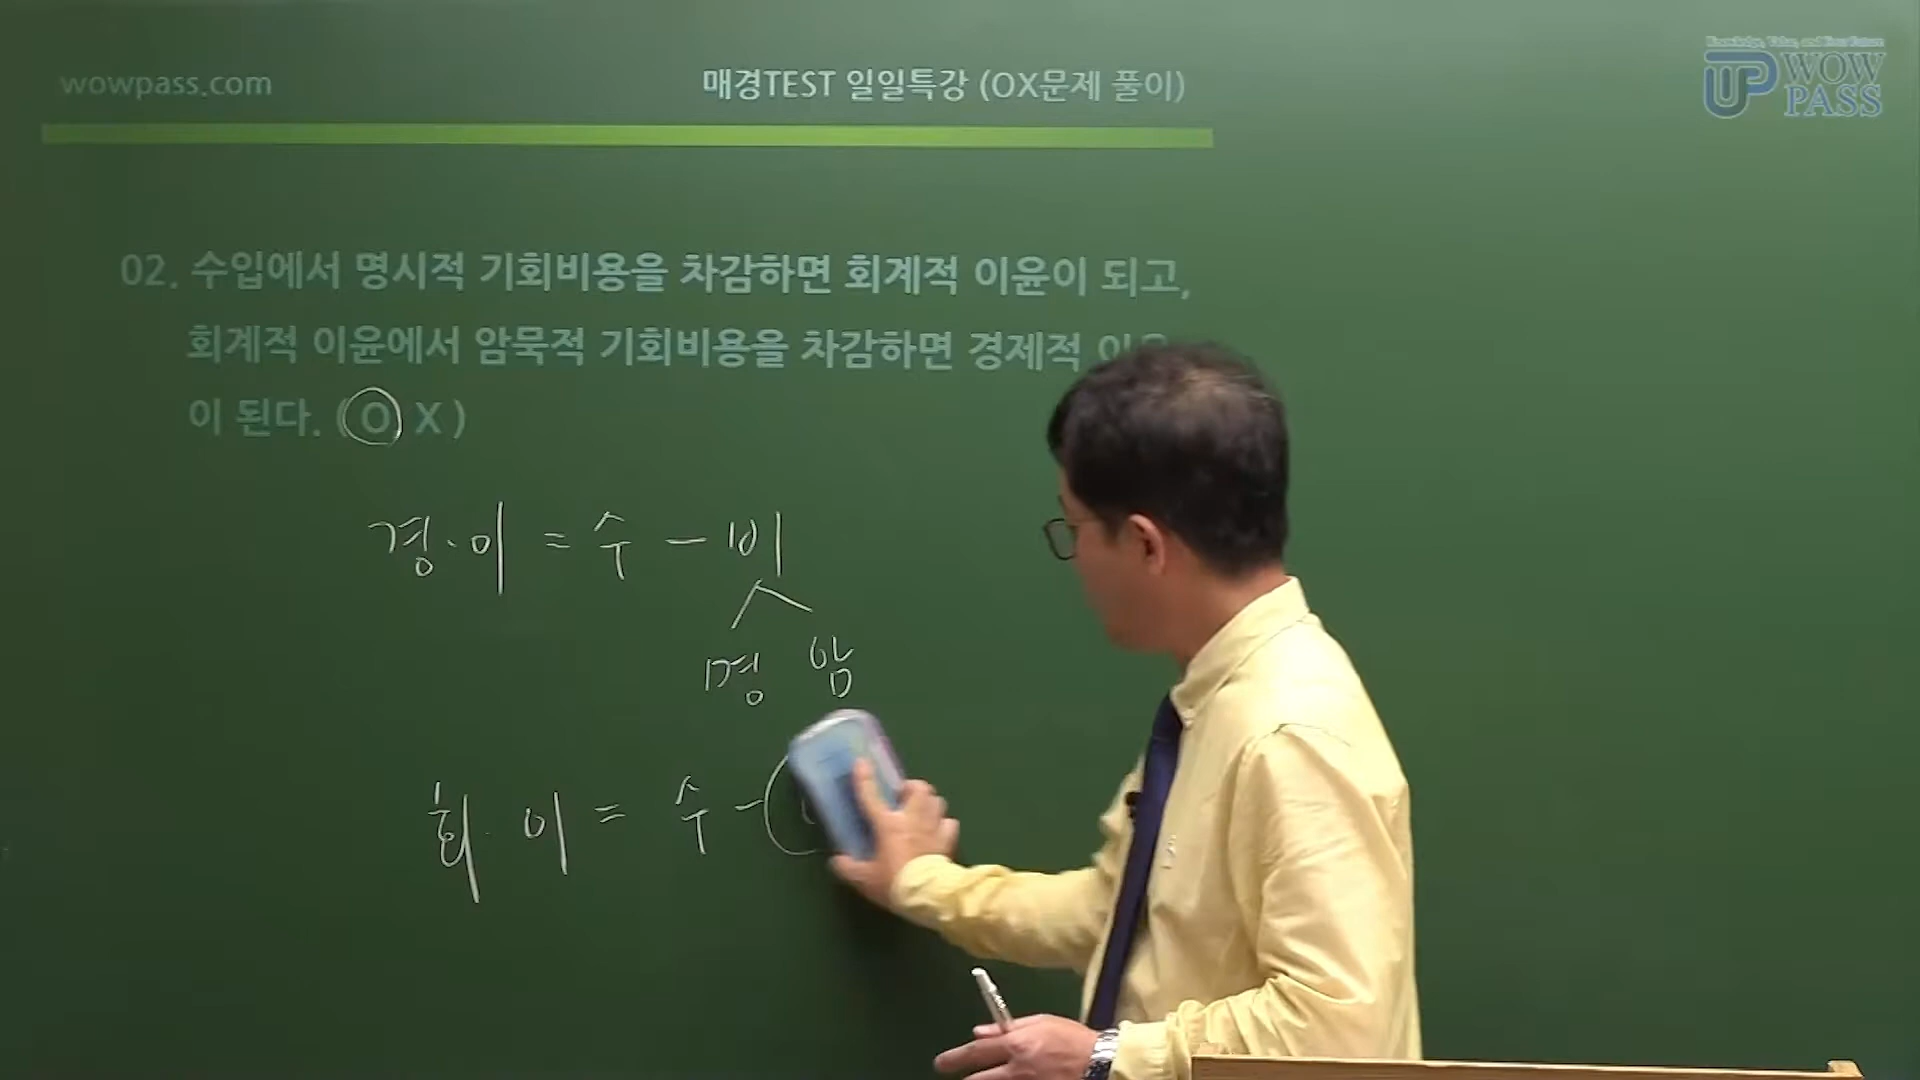 wowpass.com
매경TEST 일일특강 (OX문제 풀이)
WOW
PASS
02. 수입에서 명시적 기회비용을 차감하면 회계적 이윤이 되고,
회계적 이윤에서 암묵적 기회비용을 차감하면 경제적
이 된다. ( O, X )
경·이 = 수 - 비
명 암
회·이 = 수 -